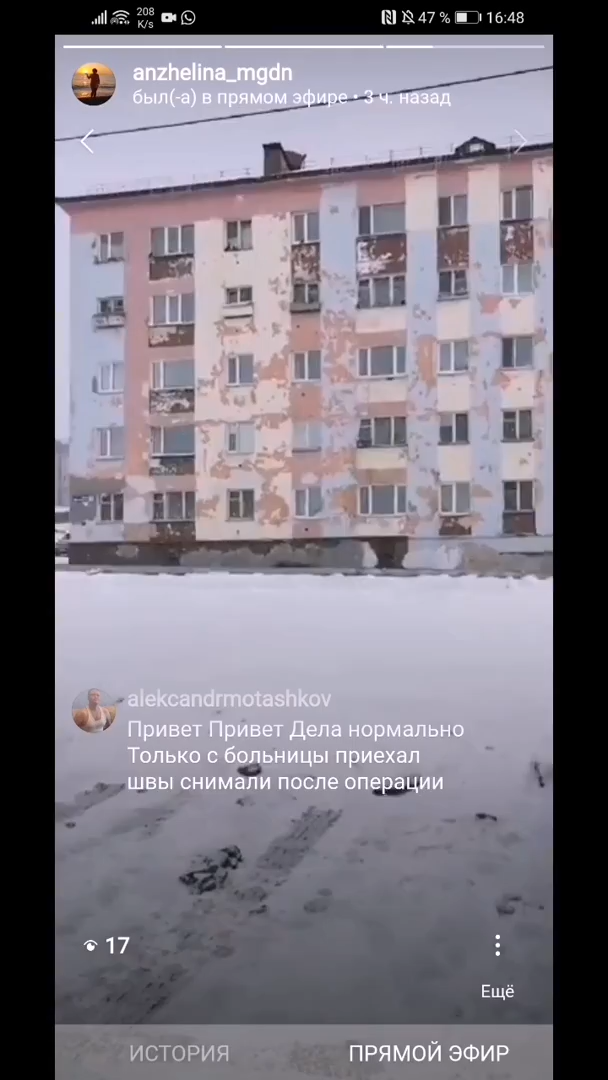 208
K/s
47 %
16:48
anzhelina_mgdn
был(-а) в прямом эфире • 3 ч. назад
alekcandrmotashkov
Привет Привет Дела нормально
Только с больницы приехал
швы снимали после операции
17
Ещё
ИСТОРИЯ
ПРЯМОЙ ЭФИР